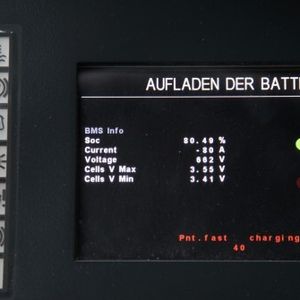 AUFLADEN DER BATT
BMS Info
Soc 80.49 %
Current -80 A
Voltage 662 V
Cells V Max 3.55 V
Cells V Min 3.41 V
Pnt.fast charging
40